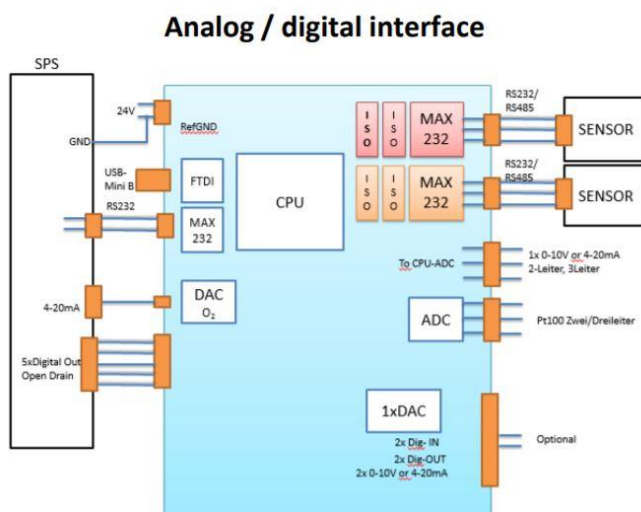 Analog / digital interface
SPS
24V
GND
RefGND
USB-
Mini B
FTDI
RS232
MAX
232
CPU
4-20mA
DAC
O₂
5xDigital Out
Open Drain
I
S
O
I
S
O
MAX
232
RS232/
RS485
SENSOR
I
S
O
I
S
O
MAX
232
RS232/
RS485
SENSOR
To CPU-ADC
1x 0-10V or 4-20mA
2-Leiter, 3Leiter
ADC
Pt100 Zwei/Dreileiter
1xDAC
2x Dig- IN
2x Dig-OUT
2x 0-10V or 4-20mA
Optional